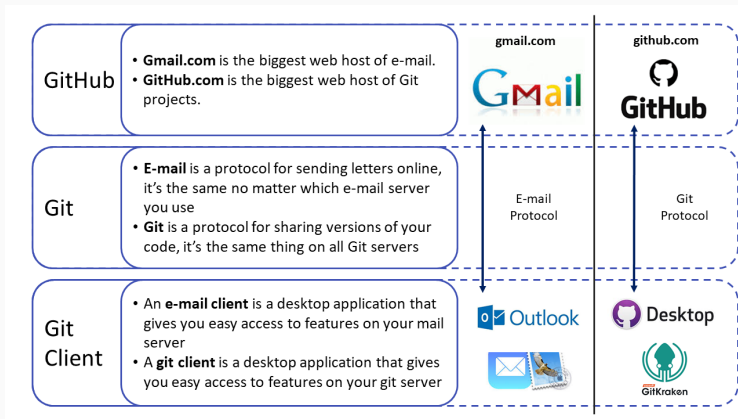 gmail.com
github.com
GitHub
• Gmail.com is the biggest web host of e-mail.
• GitHub.com is the biggest web host of Git
projects.
Gmail
GitHub
Git
• E-mail is a protocol for sending letters online,
it's the same no matter which e-mail server
you use
• Git is a protocol for sharing versions of your
code, it's the same thing on all Git servers
E-mail
Protocol
Git
Protocol
Git
Client
• An e-mail client is a desktop application that
gives you easy access to features on your mail
server
• A git client is a desktop application that gives
you easy access to features on your git server
Outlook
Desktop
GitKraken